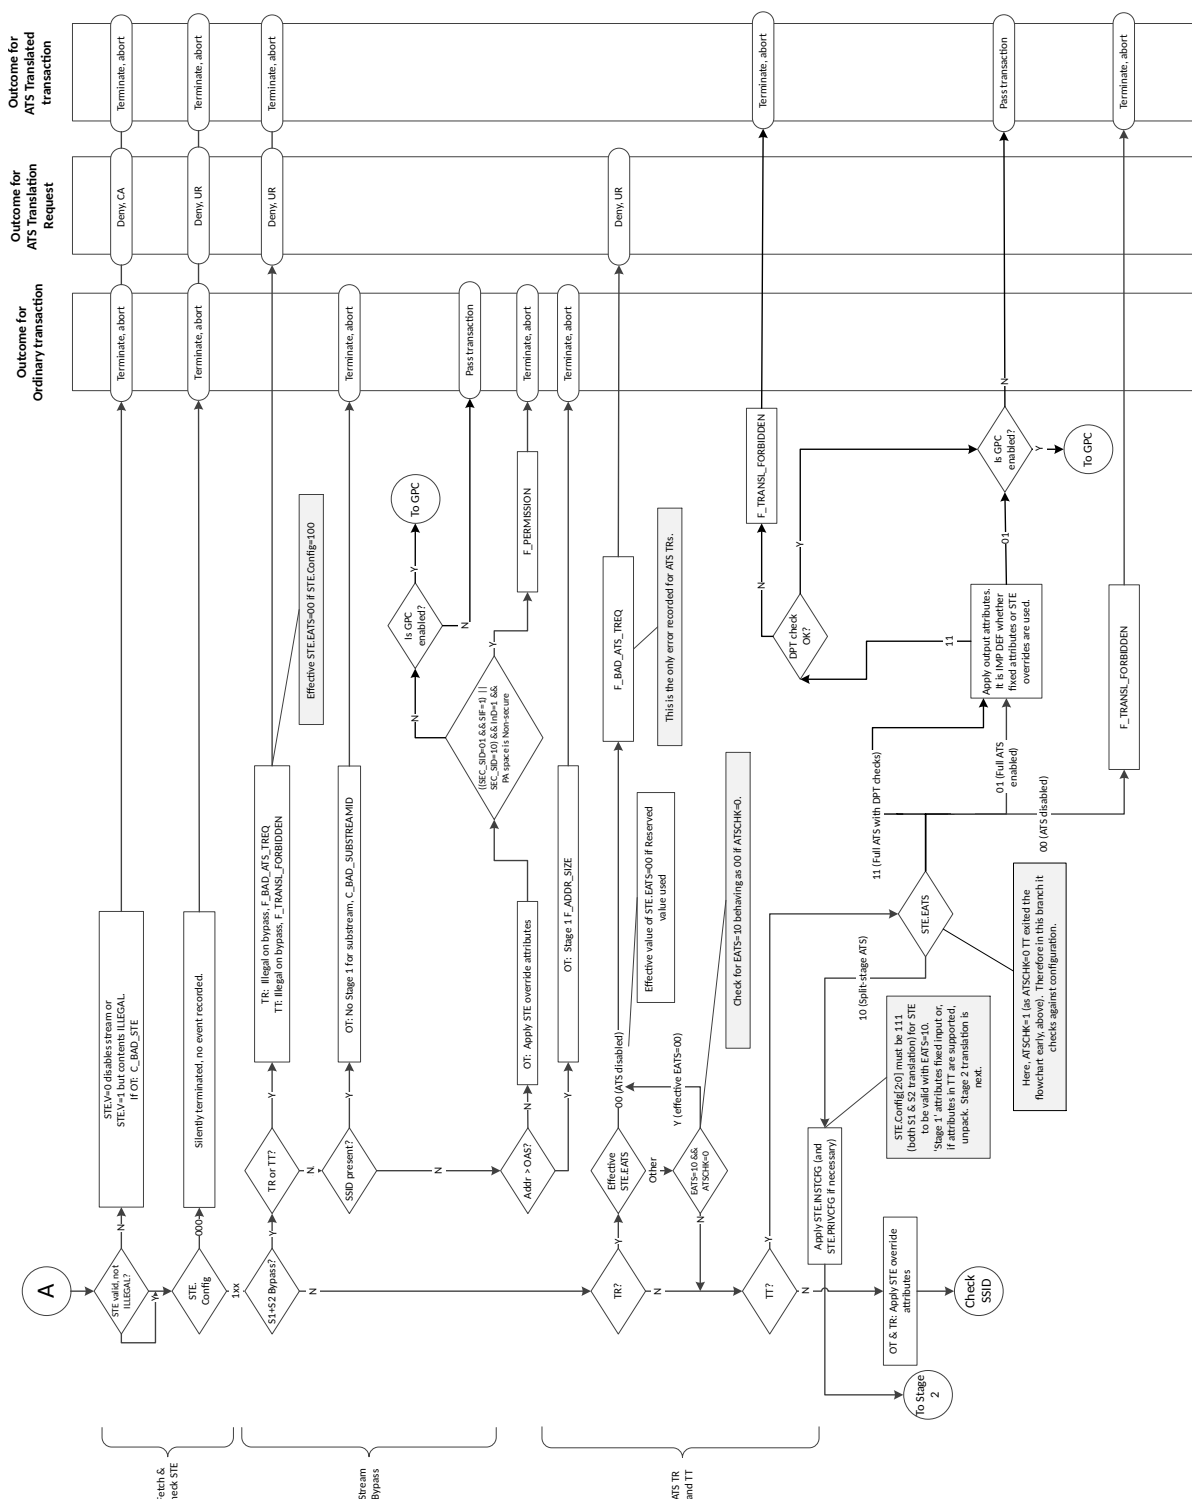 Outcome for
ATS Translated
transaction
Terminate, abort
Terminate, abort
Terminate, abort
Terminate, abort
Pass transaction
Terminate, abort
Outcome for
ATS Translation
Request
Deny, CA
Deny, UR
Deny, UR
Deny, UR
Outcome for
Ordinary transaction
Terminate, abort
Terminate, abort
Terminate, abort
Pass transaction
Terminate, abort
Terminate, abort
A
STE valid, not
ILLEGAL?
N
Y
STE.V=0 disables stream or
STE.V=1 but contents ILLEGAL.
If OT: C_BAD_STE
STE.
Config
000
1xx
Silently terminated, no event recorded.
S1+S2 Bypass?
Y
N
TR or TT?
Y
N
TR: Illegal on bypass, F_BAD_ATS_TREQ
TT: Illegal on bypass, F_TRANSL_FORBIDDEN
Effective STE.EATS=00 if STE.Config=100
SSID present?
Y
N
OT: No Stage 1 for substream, C_BAD_SUBSTREAMID
Addr > OAS?
N
Y
OT: Apply STE override attributes
OT: Stage 1 F_ADDR_SIZE
((SEC_SID=01 && SIF=1) ||
SEC_SID=10) && InD=1 &&
PA space is Non-secure
N
Y
Is GPC
enabled?
Y
N
To GPC
F_PERMISSION
TR?
Y
N
Effective
STE.EATS
00 (ATS disabled)
Other
Effective value of STE.EATS=00 if Reserved
value used
F_BAD_ATS_TREQ
This is the only error recorded for ATS TRs.
EATS=10 &&
ATSCHK=0
Y (effective EATS=00)
N
Check for EATS=10 behaving as 00 if ATSCHK=0.
TT?
Y
N
STE.EATS
11 (Full ATS with DPT checks)
01 (Full ATS
enabled)
00 (ATS disabled)
10 (Split-stage ATS)
Apply output attributes.
It is IMP DEF whether
fixed attributes or STE
overrides are used.
11
01
DPT check
OK?
N
Y
F_TRANSL_FORBIDDEN
Is GPC
enabled?
N
Y
To GPC
F_TRANSL_FORBIDDEN
Here, ATSCHK=1 (as ATSCHK=0 TT exited the
flowchart early, above). Therefore in this branch it
checks against configuration.
STE.Config[2:0] must be 111
(both S1 & S2 translation) for STE
to be valid with EATS=10.
'Stage 1' attributes fixed input or,
if attributes in TT are supported,
unpack. Stage 2 translation is
next.
Apply STE.INSTCFG (and
STE.PRIVCFG if necessary)
OT & TR: Apply STE override
attributes
Check
SSID
To Stage
2
Stream
Bypass
ATS TR
and TT